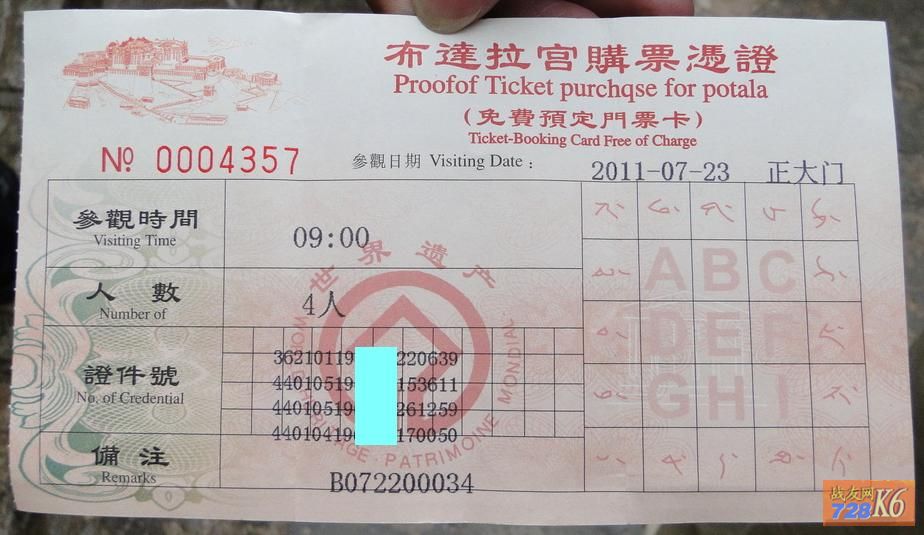 布達拉宮購票憑證
Proofof Ticket purchqse for potala
(免費預定門票卡)
Ticket-Booking Card Free of Charge
№ 0004357
參觀日期 Visiting Date :
2011-07-23 正大门
參觀時間
Visiting Time
09:00
人數
Number of
4人
世界遗产
WORLD HERITAGE · PATRIMOINE MONDIAL
證件號
No. of Credential
36210119 220639
44010519 153611
44010519 261259
4401041 170050
備注
Remarks
B072200034
ABC
DEF
GHI
战友网
728K6